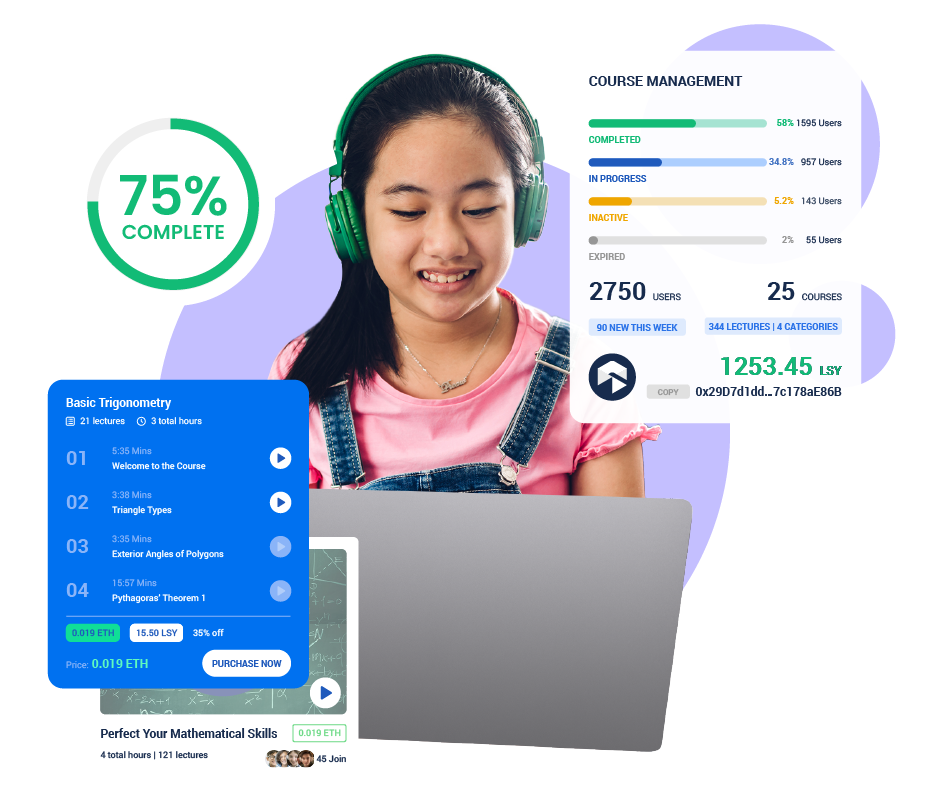 75%
COMPLETE
COURSE MANAGEMENT
58% 1595 Users
COMPLETED
34.8% 957 Users
IN PROGRESS
5.2% 143 Users
INACTIVE
2% 55 Users
EXPIRED
2750 USERS 25 COURSES
90 NEW THIS WEEK 344 LECTURES | 4 CATEGORIES
1253.45 LSY
COPY 0x29D7d1dd...7c178aE86B
Basic Trigonometry
21 lectures 3 total hours
01 5:35 Mins
Welcome to the Course
02 3:38 Mins
Triangle Types
03 3:35 Mins
Exterior Angles of Polygons
04 15:57 Mins
Pythagoras' Theorem 1
0.019 ETH 15.50 LSY 35% off
Price: 0.019 ETH PURCHASE NOW
Perfect Your Mathematical Skills 0.019 ETH
4 total hours | 121 lectures 45 Join